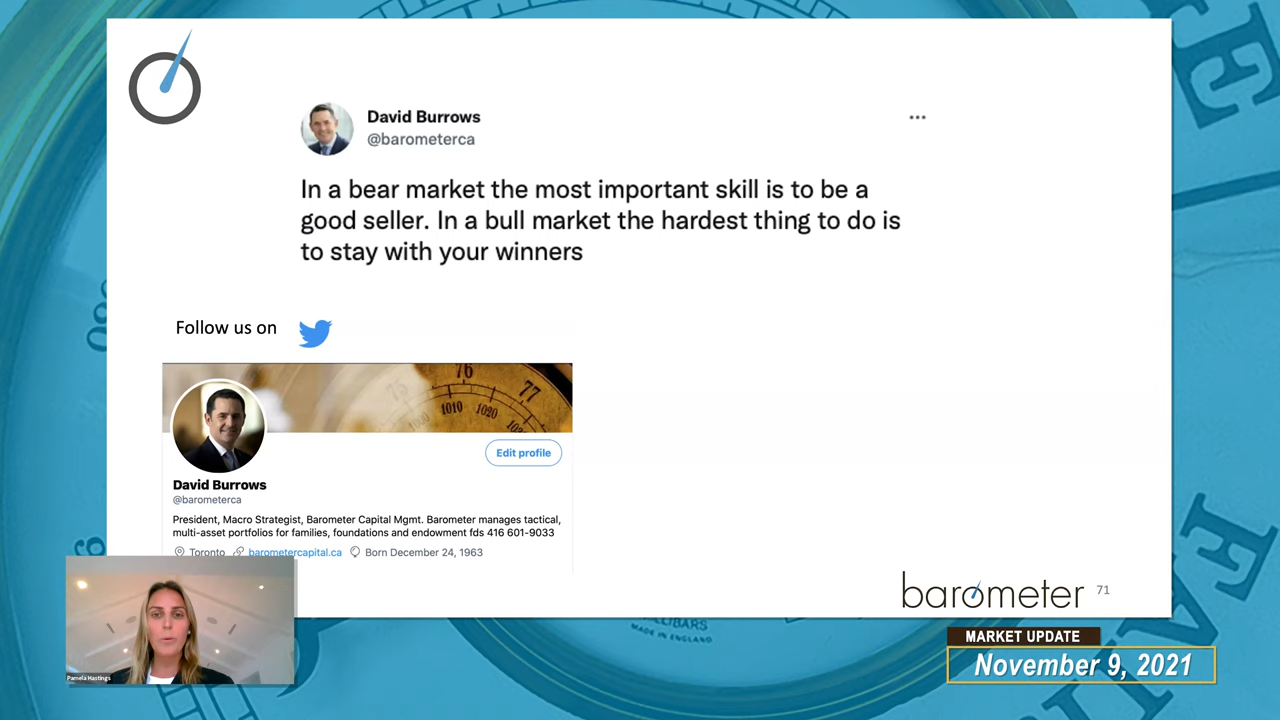 David Burrows
@barometerca
In a bear market the most important skill is to be a
good seller. In a bull market the hardest thing to do is
to stay with your winners
Follow us on
76
77
1010
1020
David Burrows
@barometerca
Edit profile
President, Macro Strategist, Barometer Capital Mgmt. Barometer manages tactical,
multi-asset portfolios for families, foundations and endowment fds 416 601-9033
Toronto barometercapital.ca Born December 24, 1963
barometer 71
Pamela Hastings
MADE IN ENGLAND
MARKET UPDATE
November 9, 2021